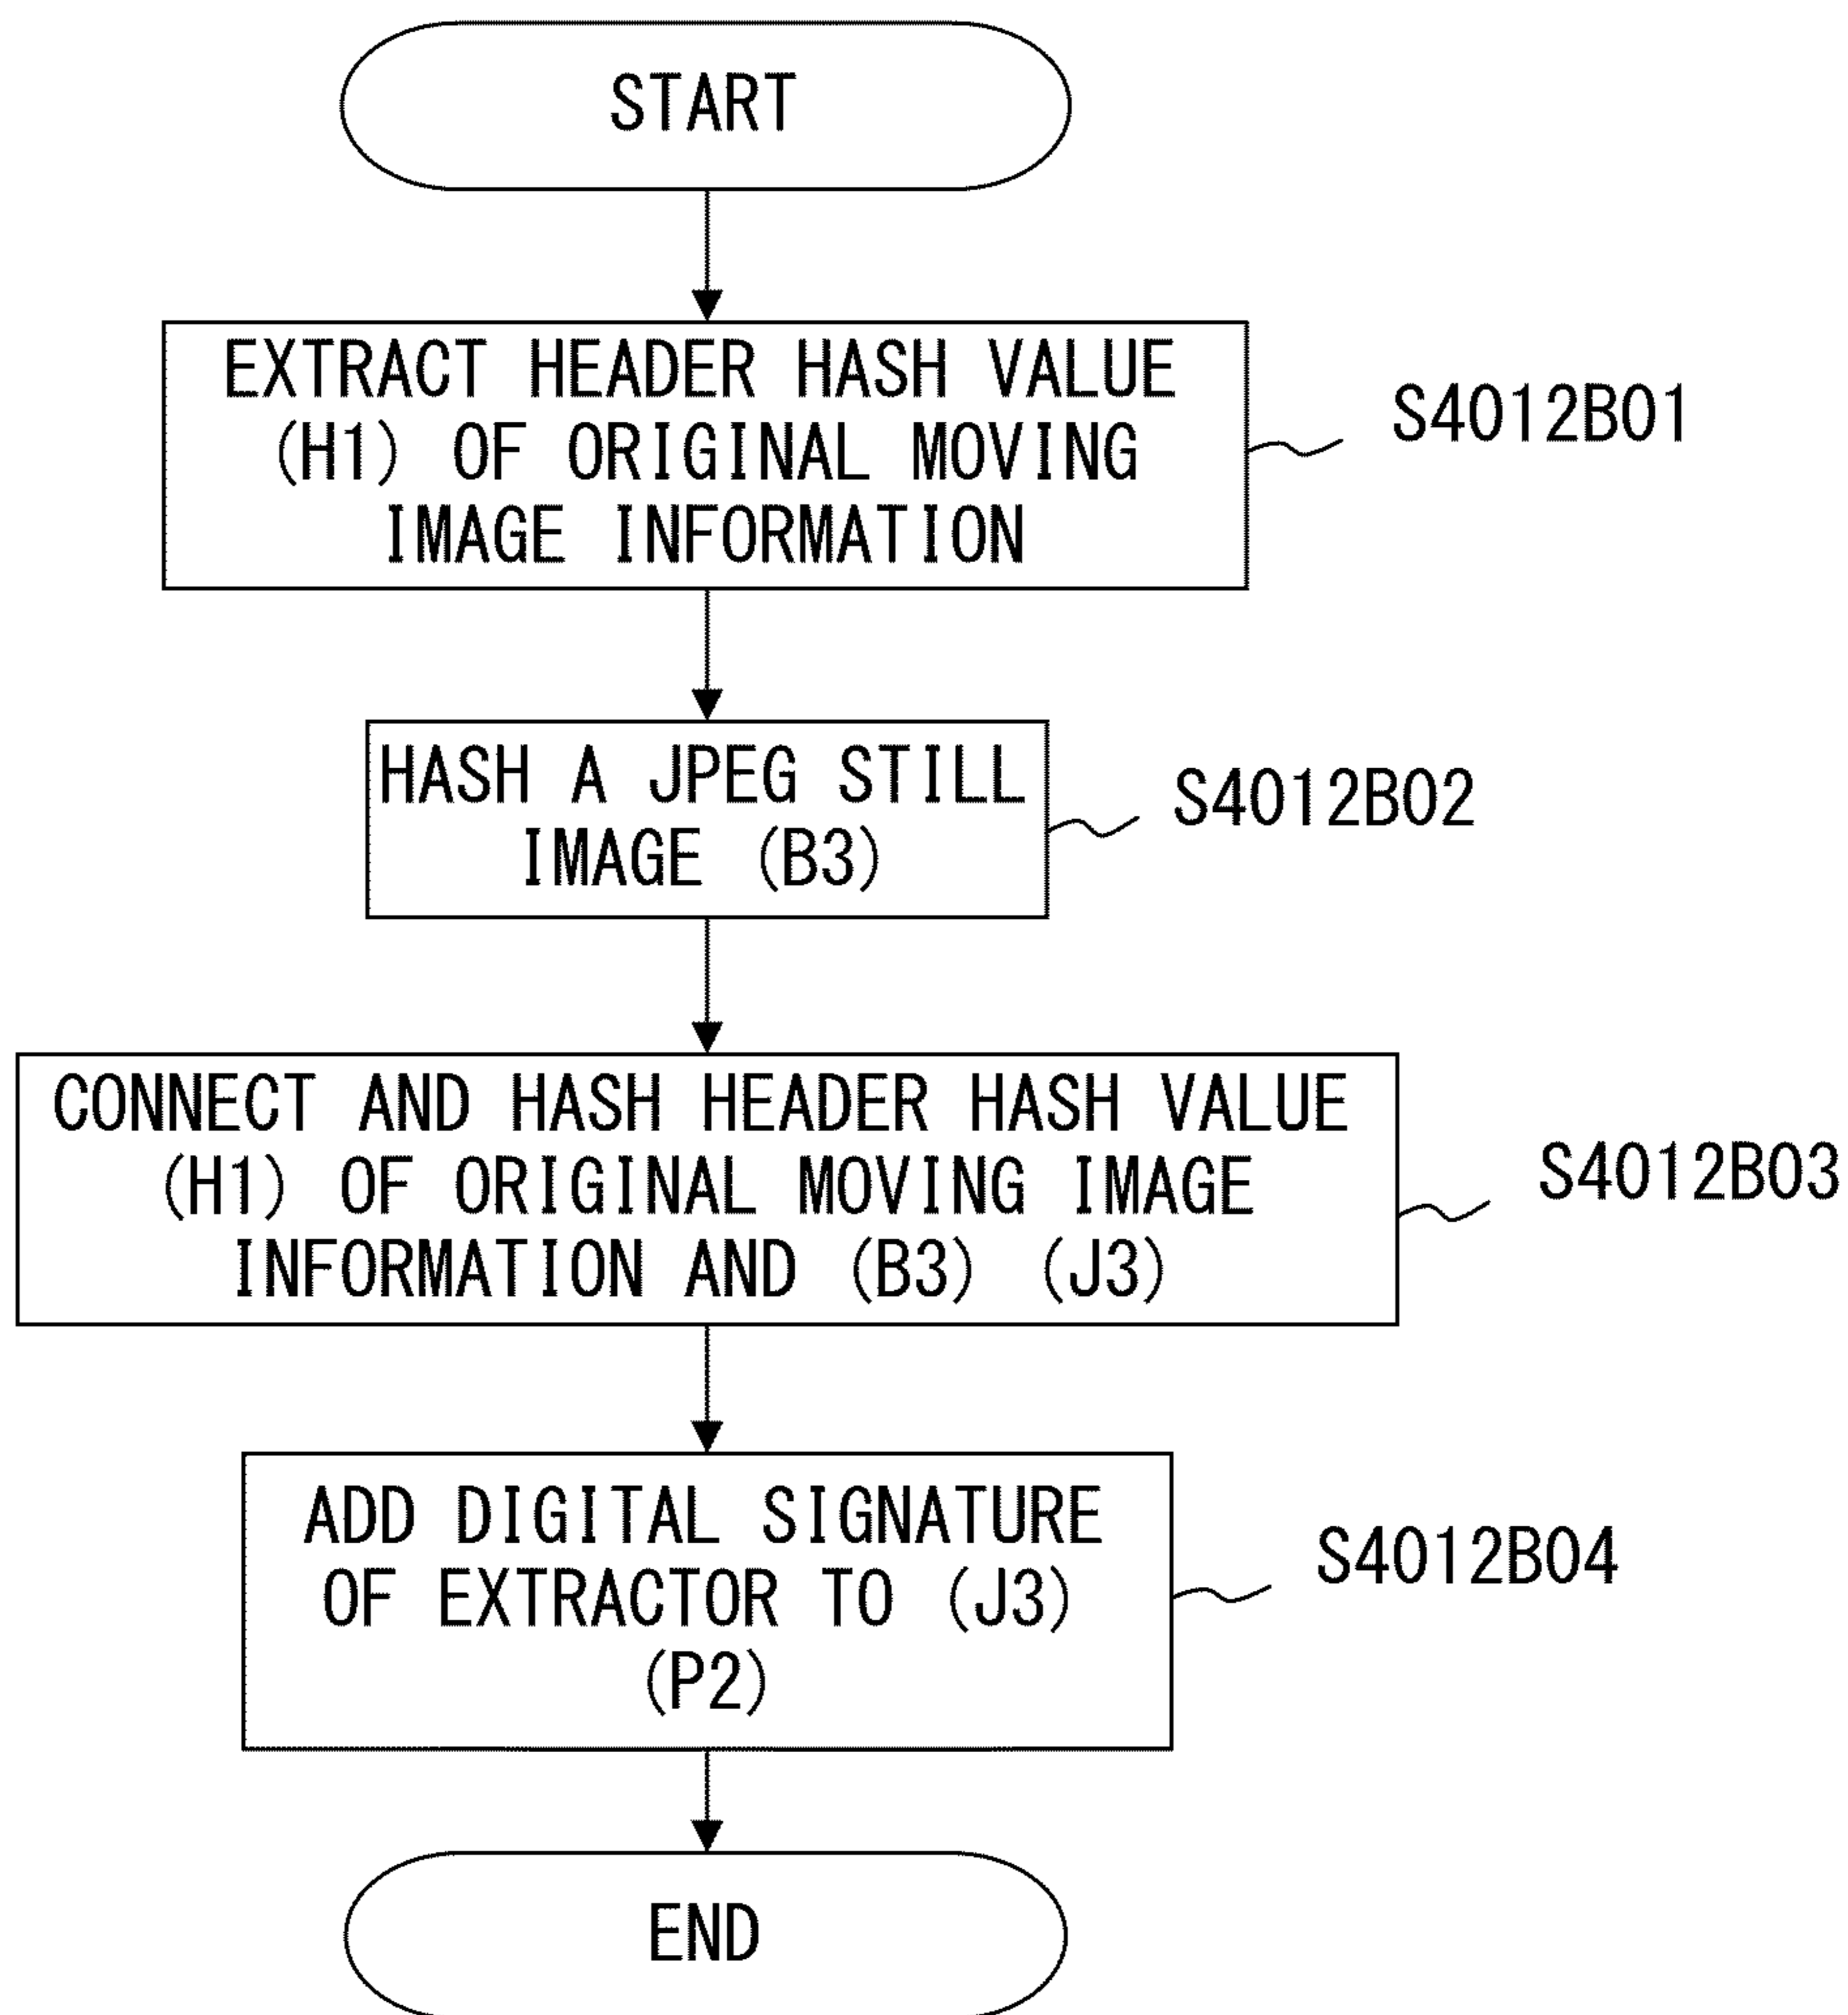 START
EXTRACT HEADER HASH VALUE
(H1) OF ORIGINAL MOVING
IMAGE INFORMATION
S4012B01
HASH A JPEG STILL
IMAGE (B3)
S4012B02
CONNECT AND HASH HEADER HASH VALUE
(H1) OF ORIGINAL MOVING IMAGE
INFORMATION AND (B3) (J3)
S4012B03
ADD DIGITAL SIGNATURE
OF EXTRACTOR TO (J3)
(P2)
S4012B04
END